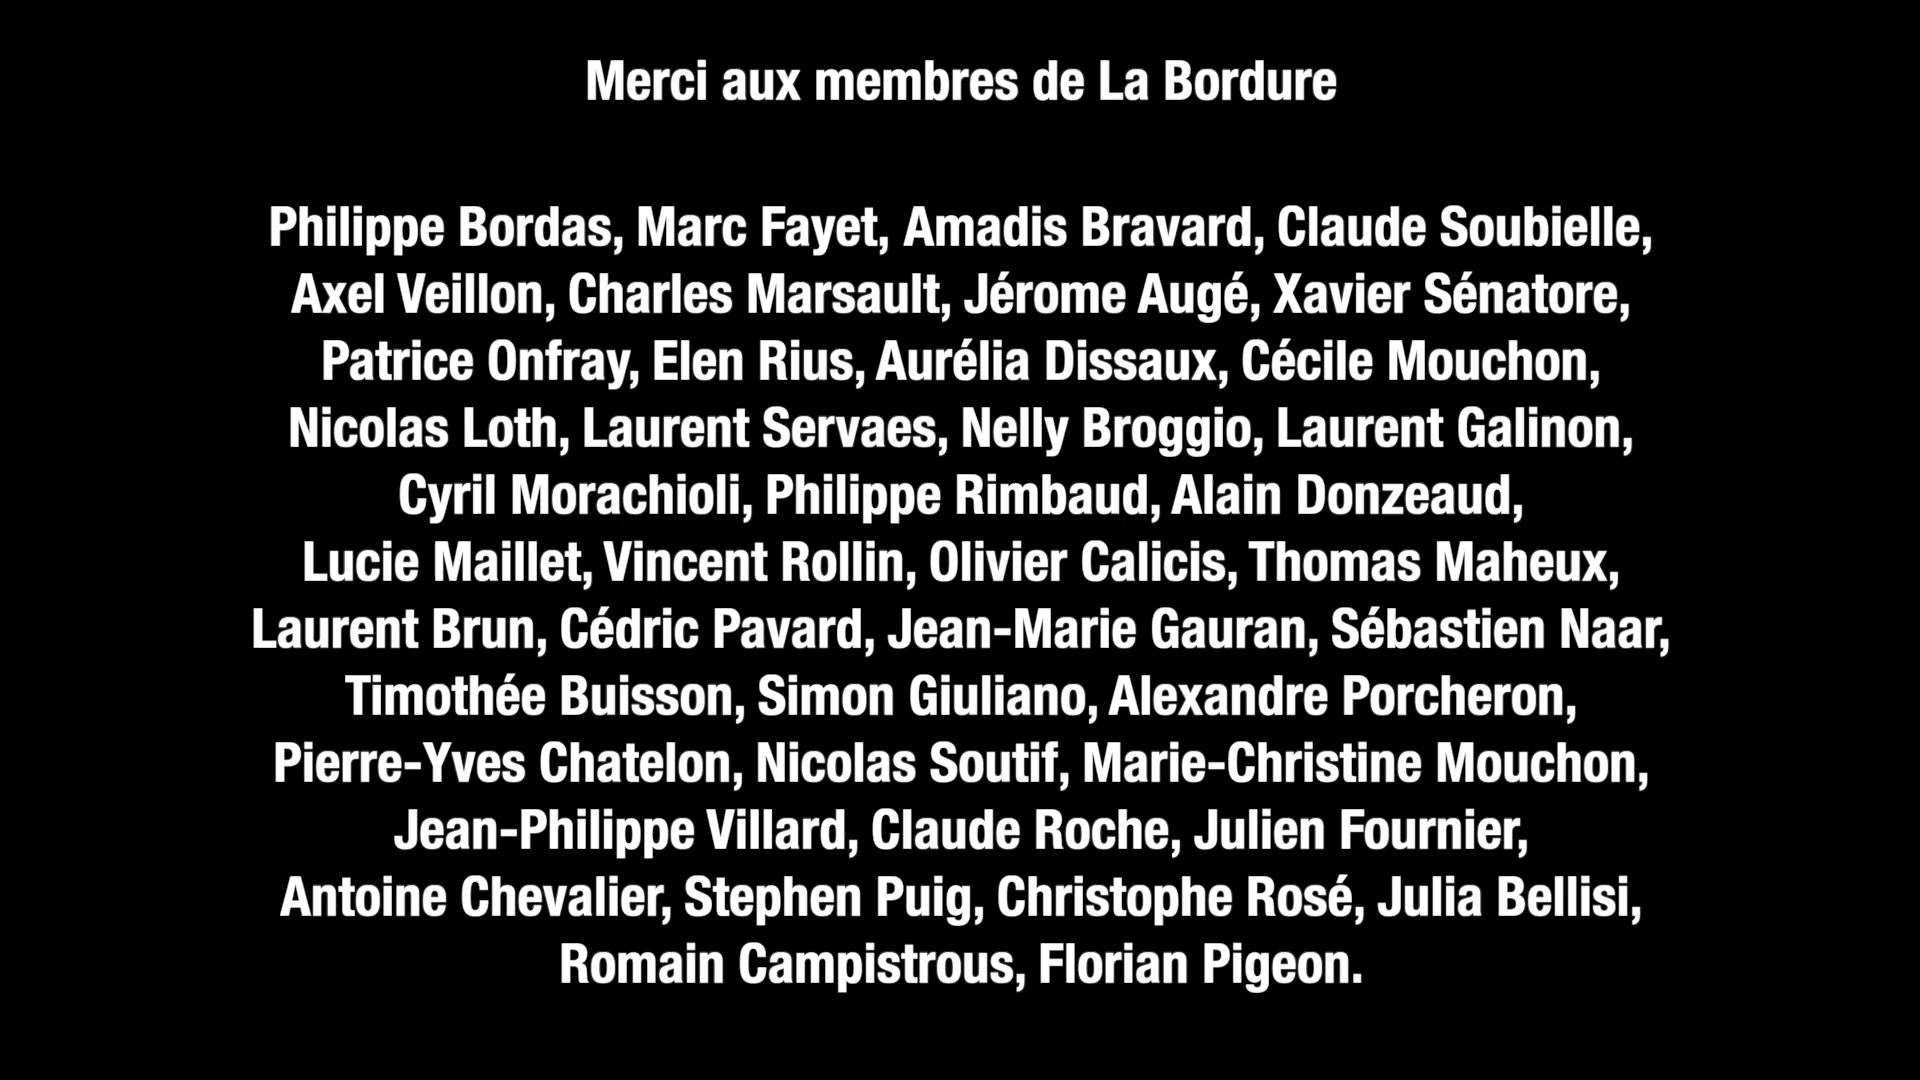 Merci aux membres de La Bordure
Philippe Bordas, Marc Fayet, Amadis Bravard, Claude Soubielle,
Axel Veillon, Charles Marsault, Jérome Augé, Xavier Sénatore,
Patrice Onfray, Elen Rius, Aurélia Dissaux, Cécile Mouchon,
Nicolas Loth, Laurent Servaes, Nelly Broggio, Laurent Galinon,
Cyril Morachioli, Philippe Rimbaud, Alain Donzeaud,
Lucie Maillet, Vincent Rollin, Olivier Calicis, Thomas Maheux,
Laurent Brun, Cédric Pavard, Jean-Marie Gauran, Sébastien Naar,
Timothée Buisson, Simon Giuliano, Alexandre Porcheron,
Pierre-Yves Chatelon, Nicolas Soutif, Marie-Christine Mouchon,
Jean-Philippe Villard, Claude Roche, Julien Fournier,
Antoine Chevalier, Stephen Puig, Christophe Rosé, Julia Bellisi,
Romain Campistrous, Florian Pigeon.